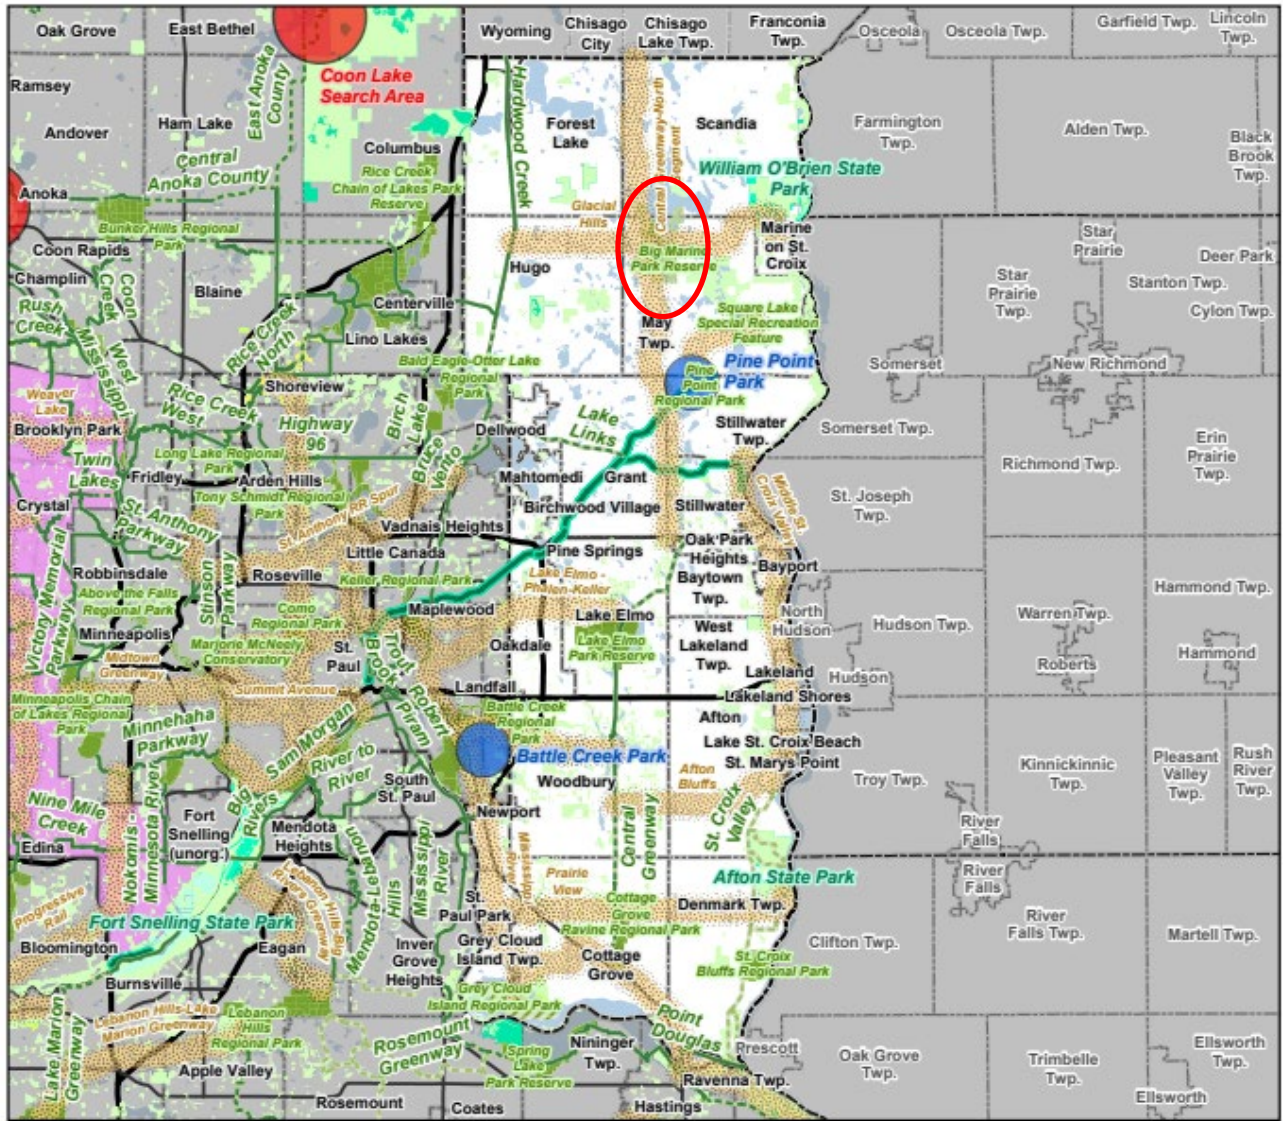 Oak Grove
East Bethel
Wyoming
Chisago
City
Chisago
Lake Twp.
Franconia
Twp.
Osceola
Osceola Twp.
Garfield Twp.
Lincoln
Twp.
Ramsey
East Anoka
County
Coon Lake
Search Area
Andover
Ham Lake
Columbus
Hardwood Creek
Forest
Lake
Central Greenway-North
Segment
Scandia
Farmington
Twp.
Alden Twp.
Black
Brook
Twp.
Central
Anoka County
Rice Creek
Chain of Lakes Park
Reserve
William O'Brien State
Park
Anoka
Bunker Hills Regional
Park
Glacial
Hills
Big Marine
Park Reserve
Marine
on St.
Croix
Star
Prairie
Deer Park
Coon Rapids
Champlin
Blaine
Centerville
Hugo
Star
Prairie
Twp.
Stanton Twp.
Cylon Twp.
Rush
Creek
Coon
Creek
West
Mississippi
Rice Creek
North
Lino Lakes
May
Twp.
Square Lake
Special Recreation
Feature
Bald Eagle-Otter Lake
Regional
Park
Pine Point
Park
Pine
Point
Regional Park
Somerset
New Richmond
Weaver
Lake
Shoreview
Rice Creek
West
Highway
96
Birch
Lake
Bruce
Vento
Dellwood
Lake
Links
Stillwater
Twp.
Somerset Twp.
Brooklyn Park
Erin
Prairie
Twp.
Twin
Lakes
Long Lake Regional
Park
Fridley
Arden Hills
Tony Schmidt Regional
Park
Mahtomedi
Grant
Richmond Twp.
Crystal
St. Anthony
Parkway
St Anthony RR Spur
Vadnais Heights
Birchwood Village
Stillwater
Middle St.
Croix Valley
St. Joseph
Twp.
Little Canada
Pine Springs
Oak Park
Heights
Bayport
Robbinsdale
Stinson
Parkway
Roseville
Keller Regional Park
Lake Elmo -
Phalen-Keller
Baytown
Twp.
Hammond Twp.
Above the Falls
Regional Park
Victory Memorial
Parkway
Como
Regional Park
Maplewood
Lake Elmo
North
Hudson
Hudson Twp.
Warren Twp.
Minneapolis
Marjorie McNeely
Conservatory
St.
Paul
Trout
Brook
Oakdale
Lake Elmo
Park Reserve
West
Lakeland
Twp.
Midtown
Greenway
Lakeland
Hudson
Roberts
Hammond
Minneapolis Chain
of Lakes Regional
Park
Summit Avenue
Robert
Piram
Landfall
Lakeland Shores
Minnehaha
Parkway
Sam Morgan
Battle Creek
Regional
Park
Afton
River to
River
Battle Creek Park
Lake St. Croix Beach
St. Marys Point
Woodbury
Afton
Bluffs
Troy Twp.
Kinnickinnic
Twp.
Pleasant
Valley
Twp.
Rush
River
Twp.
Nine Mile
Creek
Nokomis -
Minnesota River
Big
Rivers
South
St. Paul
Newport
Central
Greenway
St. Croix
Valley
Fort
Snelling
(unorg.)
Mendota
Heights
River
Falls
Edina
Mendota-Lebanon
Hills
Mississippi
River
Mississippi
River
Prairie
View
Afton State Park
River
Falls
Progressive
Rail
Lebanon Hills-Big
Rivers Greenway
Cottage
Grove
Ravine Regional Park
Denmark Twp.
Fort Snelling State Park
St.
Paul Park
River
Falls Twp.
Martell Twp.
Bloomington
Eagan
Inver
Grove
Heights
Grey Cloud
Island Twp.
Cottage
Grove
Clifton Twp.
St. Croix
Bluffs Regional Park
Burnsville
Grey Cloud
Island Regional Park
Lake Marion
Greenway
Lebanon Hills-Lake
Marion Greenway
Lebanon
Hills
Regional Park
Rosemount
Greenway
Point
Douglas
Spring
Lake
Park Reserve
Nininger
Twp.
Prescott
Oak Grove
Twp.
Trimbelle
Twp.
Ellsworth
Twp.
Apple Valley
Ravenna Twp.
Rosemount
Coates
Hastings
Ellsworth